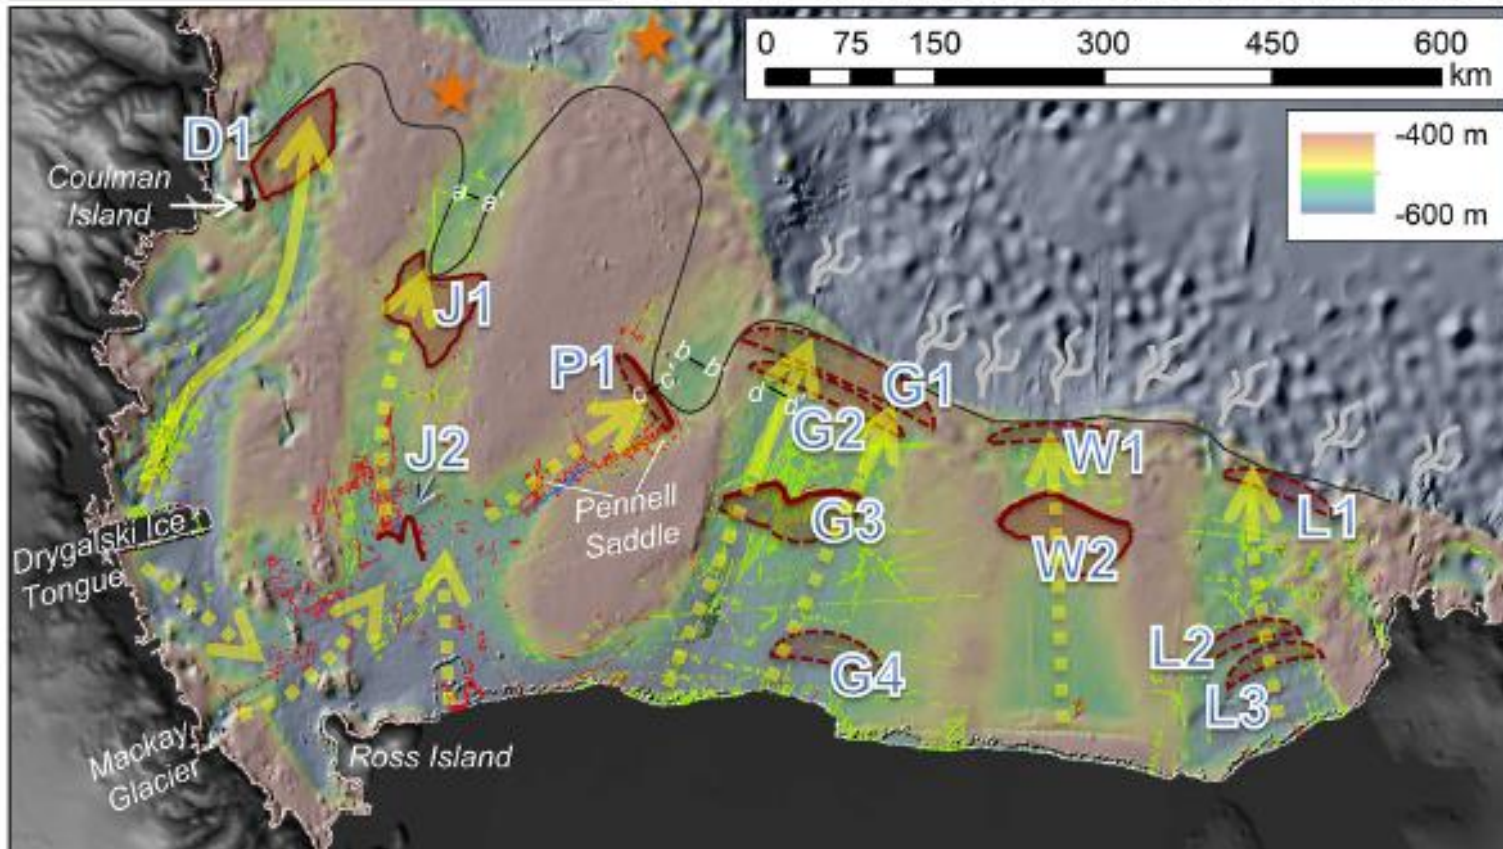 0 75 150 300 450 600
km
-400 m
-600 m
D1
Coulman
Island
a a'
J1
P1
b b'
c c'
d d'
G1
G2
J2
W1
Pennell
Saddle
G3
W2
L1
Drygalski Ice
Tongue
G4
L2
L3
Mackay
Glacier
Ross Island